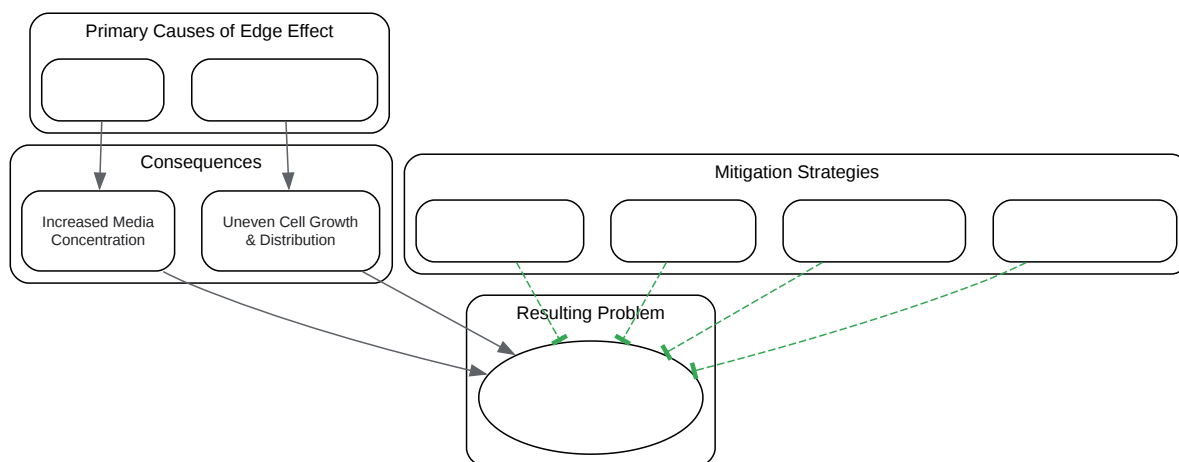 Primary Causes of Edge Effect
Consequences
Increased Media
Concentration
Uneven Cell Growth
& Distribution
Mitigation Strategies
Resulting Problem